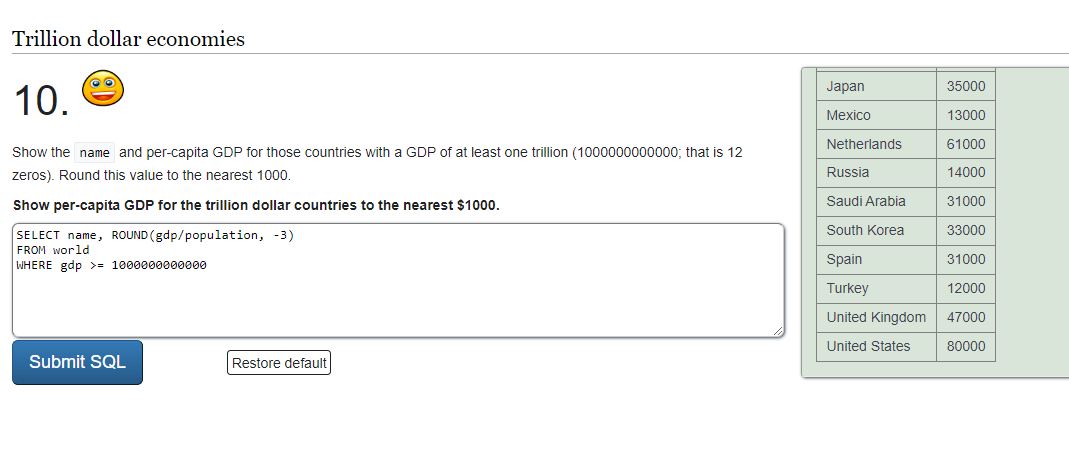 Trillion dollar economies
10.
Show the name and per-capita GDP for those countries with a GDP of at least one trillion (1000000000000; that is 12
zeros). Round this value to the nearest 1000.
Show per-capita GDP for the trillion dollar countries to the nearest $1000.
SELECT name, ROUND(gdp/population, -3)
FROM world
WHERE gdp >= 1000000000000
Submit SQL
Restore default
Japan 35000
Mexico 13000
Netherlands 61000
Russia 14000
Saudi Arabia 31000
South Korea 33000
Spain 31000
Turkey 12000
United Kingdom 47000
United States 80000